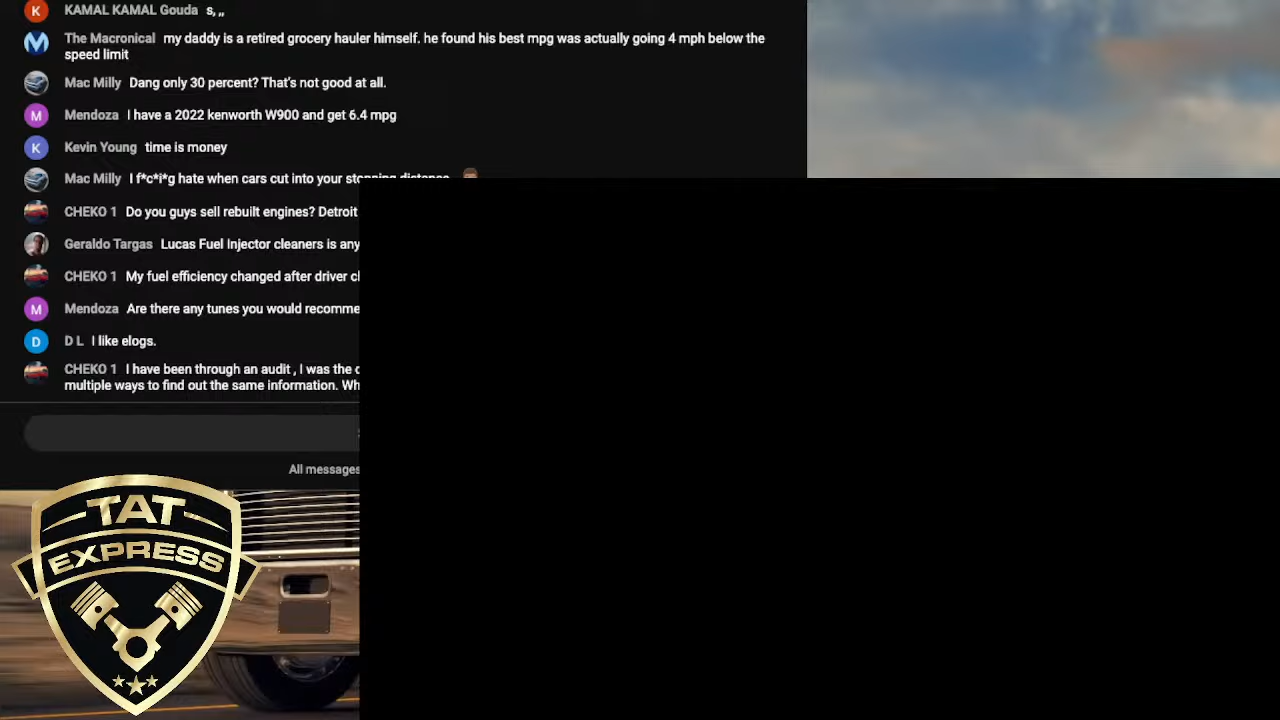 KAMAL KAMAL Gouda s, ,,
The Macronical my daddy is a retired grocery hauler himself. he found his best mpg was actually going 4 mph below the
speed limit
Mac Milly Dang only 30 percent? That's not good at all.
Mendoza I have a 2022 kenworth W900 and get 6.4 mpg
Kevin Young time is money
Mac Milly I f*c*i*g hate when cars cut into your stopping distance
CHEKO 1 Do you guys sell rebuilt engines? Detroit
Geraldo Targas Lucas Fuel Injector cleaners is any
CHEKO 1 My fuel efficiency changed after driver
Mendoza Are there any tunes you would
D L I like elogs.
CHEKO 1 I have been through an audit , I was the
multiple ways to find out the same information.
All messages
TAT
EXPRESS